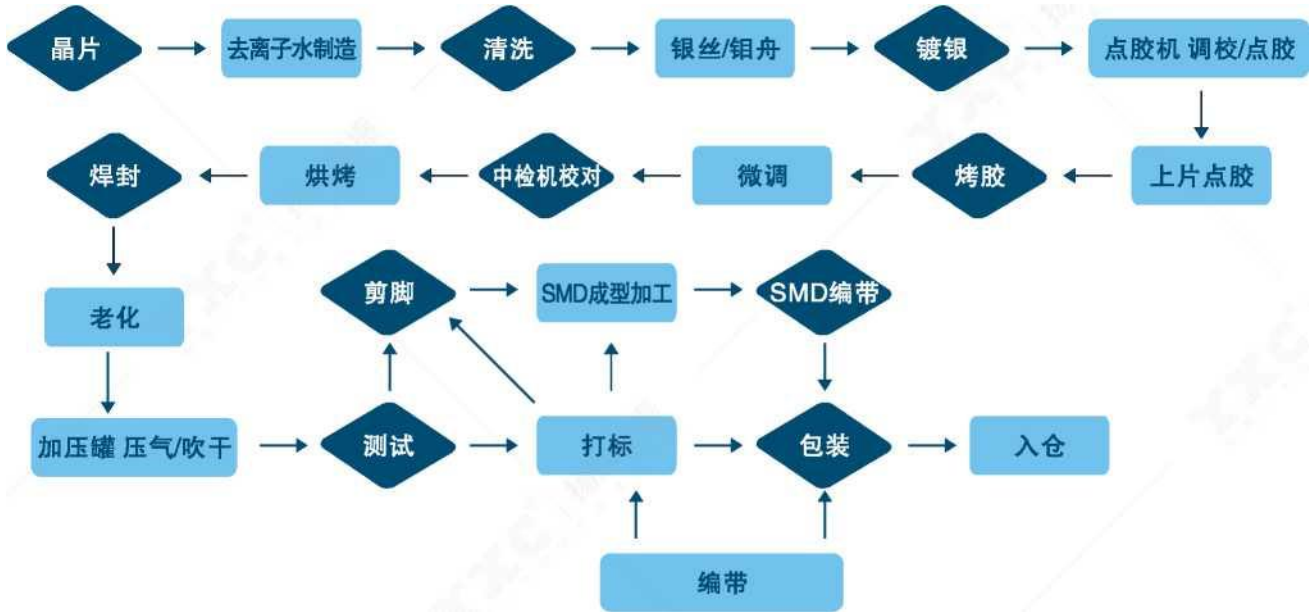 晶片
去离子水制造
清洗
银丝/钼舟
镀银
点胶机 调校/点胶
上片点胶
烤胶
微调
中检机校对
烘烤
焊封
老化
加压罐 压气/吹干
测试
剪脚
SMD成型加工
SMD编带
打标
包装
入仓
编带